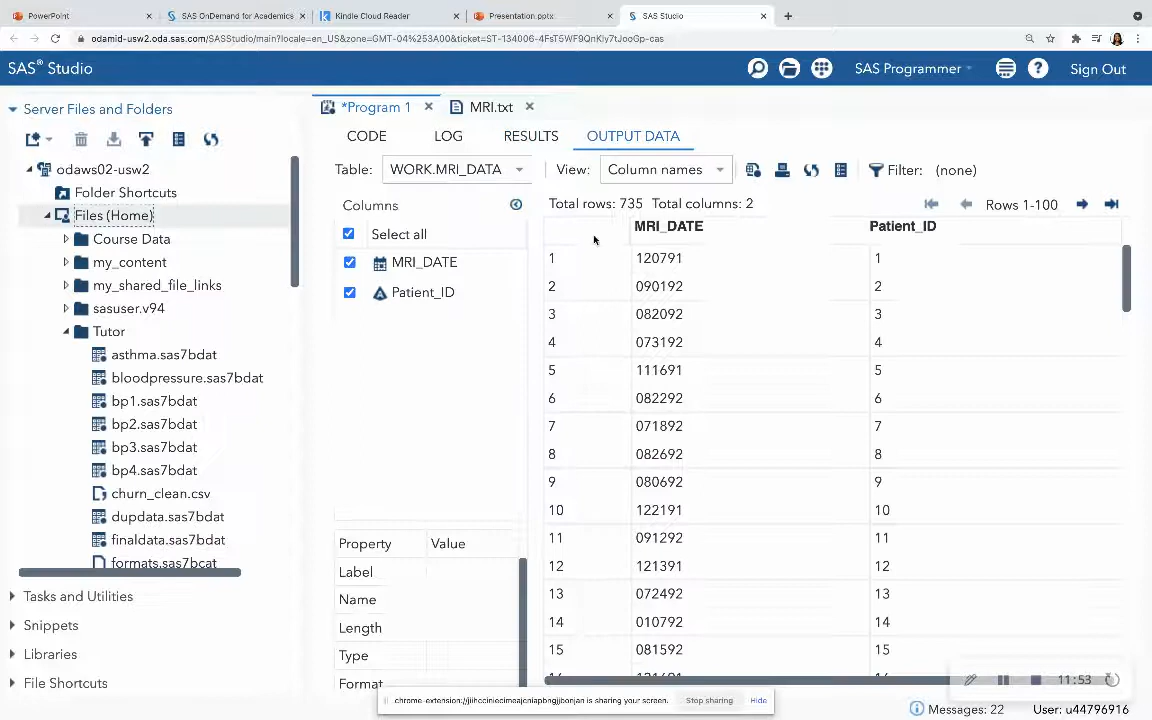 PowerPoint
SAS OnDemand for Academics
Kindle Cloud Reader
Presentation.pptx
SAS Studio
odamid-usw2.oda.sas.com/SASStudio/main?locale=en_US&zone=GMT-04%253A00&ticket=ST-134006-4FsT5WF9QnKly7tJooGp-cas
SAS® Studio
SAS Programmer
Sign Out
Server Files and Folders
odaws02-usw2
Folder Shortcuts
Files (Home)
Course Data
my_content
my_shared_file_links
sasuser.v94
Tutor
asthma.sas7bdat
bloodpressure.sas7bdat
bp1.sas7bdat
bp2.sas7bdat
bp3.sas7bdat
bp4.sas7bdat
churn_clean.csv
dupdata.sas7bdat
finaldata.sas7bdat
formats.sas7bcat
Tasks and Utilities
Snippets
Libraries
File Shortcuts
*Program 1
MRI.txt
CODE LOG RESULTS OUTPUT DATA
Table: WORK.MRI_DATA View: Column names Filter: (none)
Columns
Select all
MRI_DATE
Patient_ID
Property Value
Label
Name
Length
Type
Format
Total rows: 735 Total columns: 2 Rows 1-100
MRI_DATE Patient_ID
1 120791 1
2 090192 2
3 082092 3
4 073192 4
5 111691 5
6 082292 6
7 071892 7
8 082692 8
9 080692 9
10 122191 10
11 091292 11
12 121391 12
13 072492 13
14 010792 14
15 081592 15
11:53
chrome-extension://jiihcciniecimeajcniapbngjjbonjan is sharing your screen. Stop sharing Hide
Messages: 22 User: u44796916